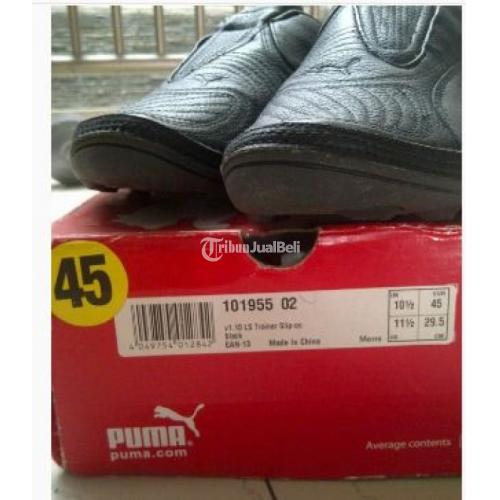 TribunJualBeli
45
101955 02
v1.10 LS Trainer Slip on
black
4 049754 012842
EAN-13 Made in China Mens
UK EUR
10½ 45
11½ 29.5
US CM
PUMA
puma.com
Average contents